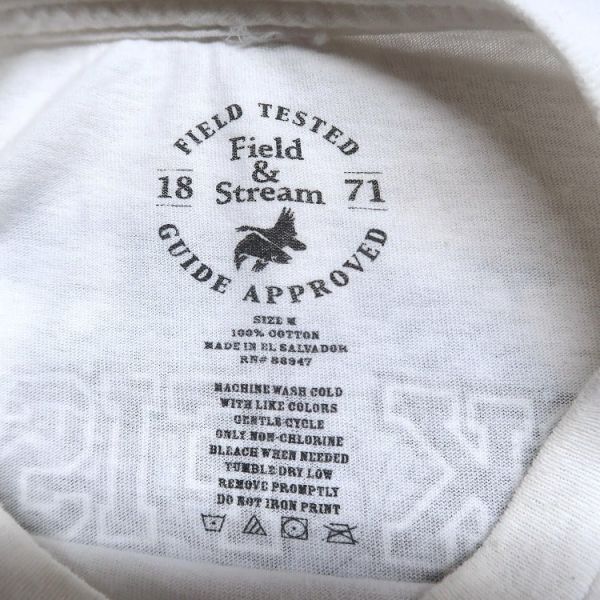 FIELD TESTED
Field
&
Stream
18 71
GUIDE APPROVED
SIZE M
100% COTTON
MADE IN EL SALVADOR
RN# 88947
MACHINE WASH COLD
WITH LIKE COLORS
GENTLE CYCLE
ONLY NON-CHLORINE
BLEACH WHEN NEEDED
TUMBLE DRY LOW
REMOVE PROMPTLY
DO NOT IRON PRINT